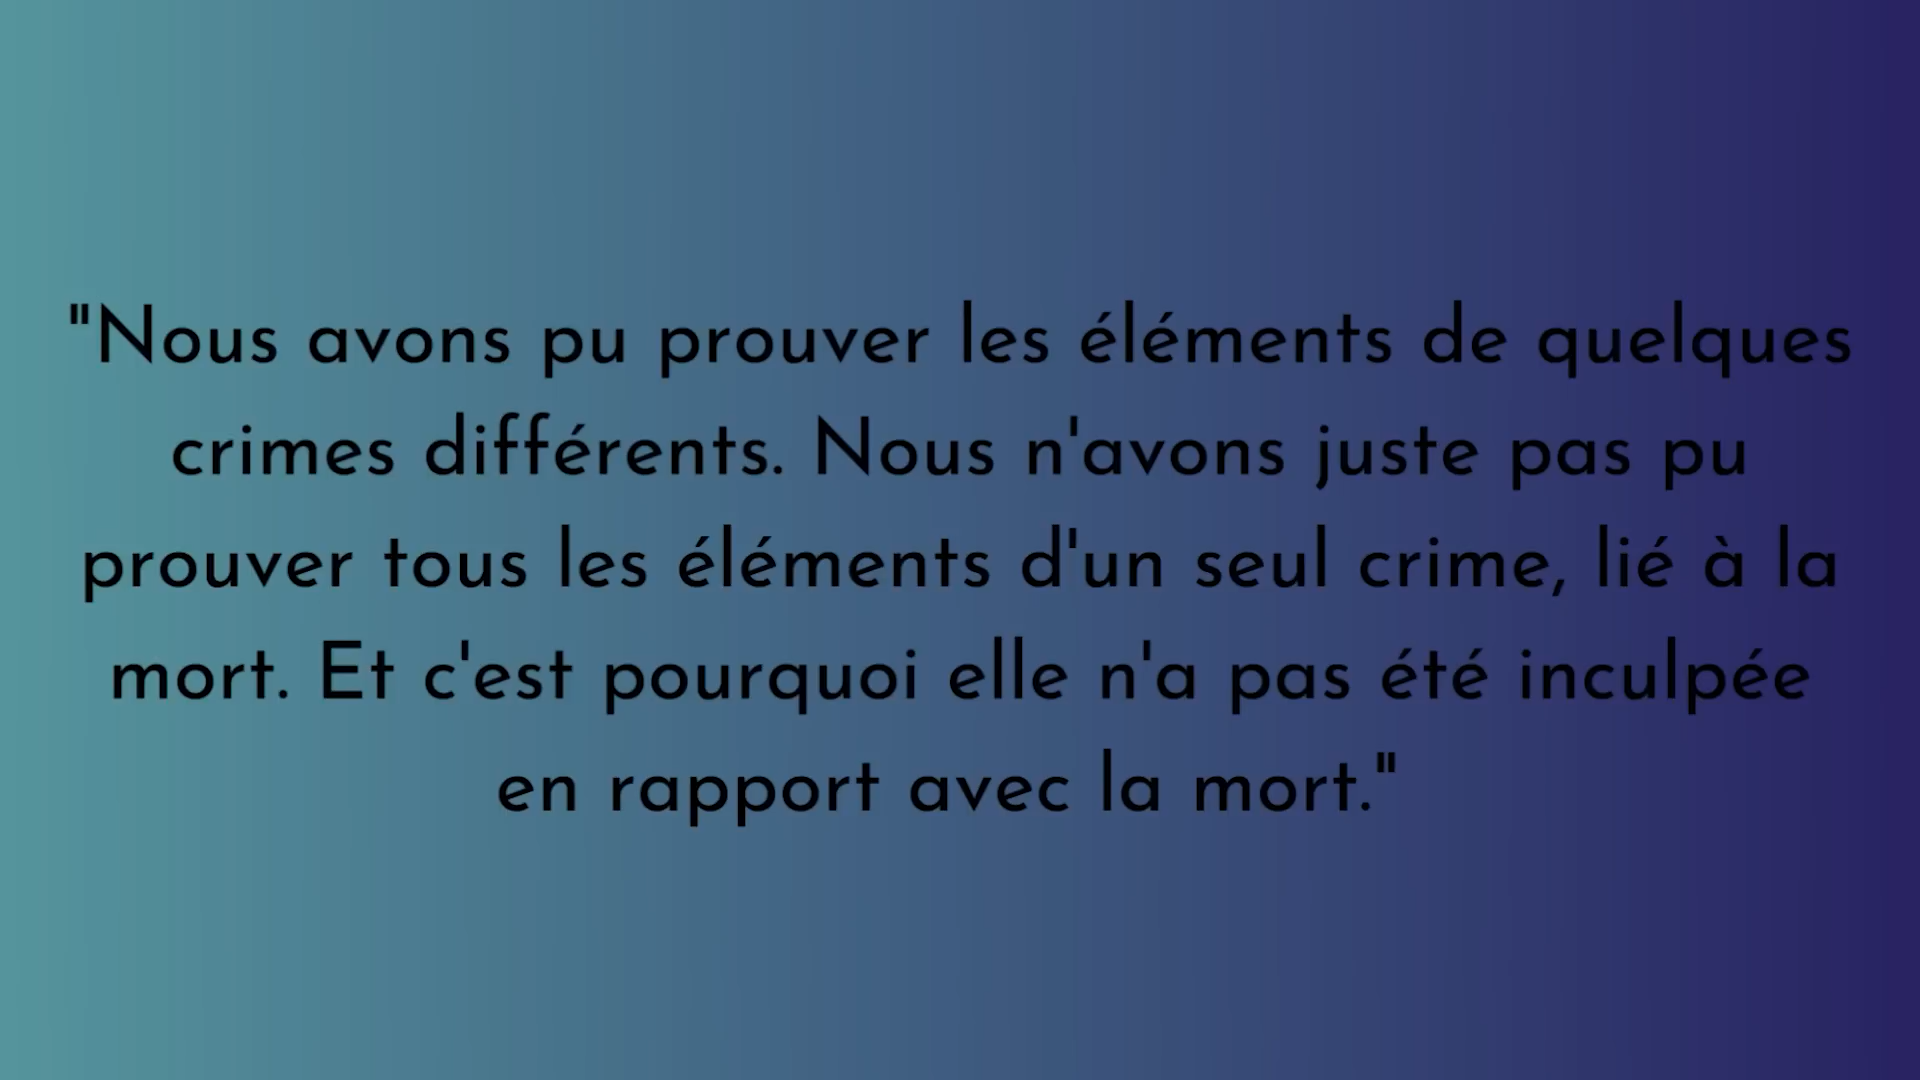 "Nous avons pu prouver les éléments de quelques
crimes différents. Nous n'avons juste pas pu
prouver tous les éléments d'un seul crime, lié à la
mort. Et c'est pourquoi elle n'a pas été inculpée
en rapport avec la mort."